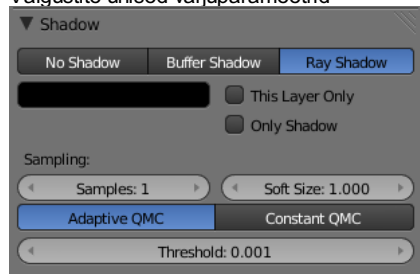 Valgustite ühised varjuparameetrid
Shadow
No Shadow Buffer Shadow Ray Shadow
This Layer Only
Only Shadow
Sampling:
Samples: 1 Soft Size: 1.000
Adaptive QMC Constant QMC
Threshold: 0.001